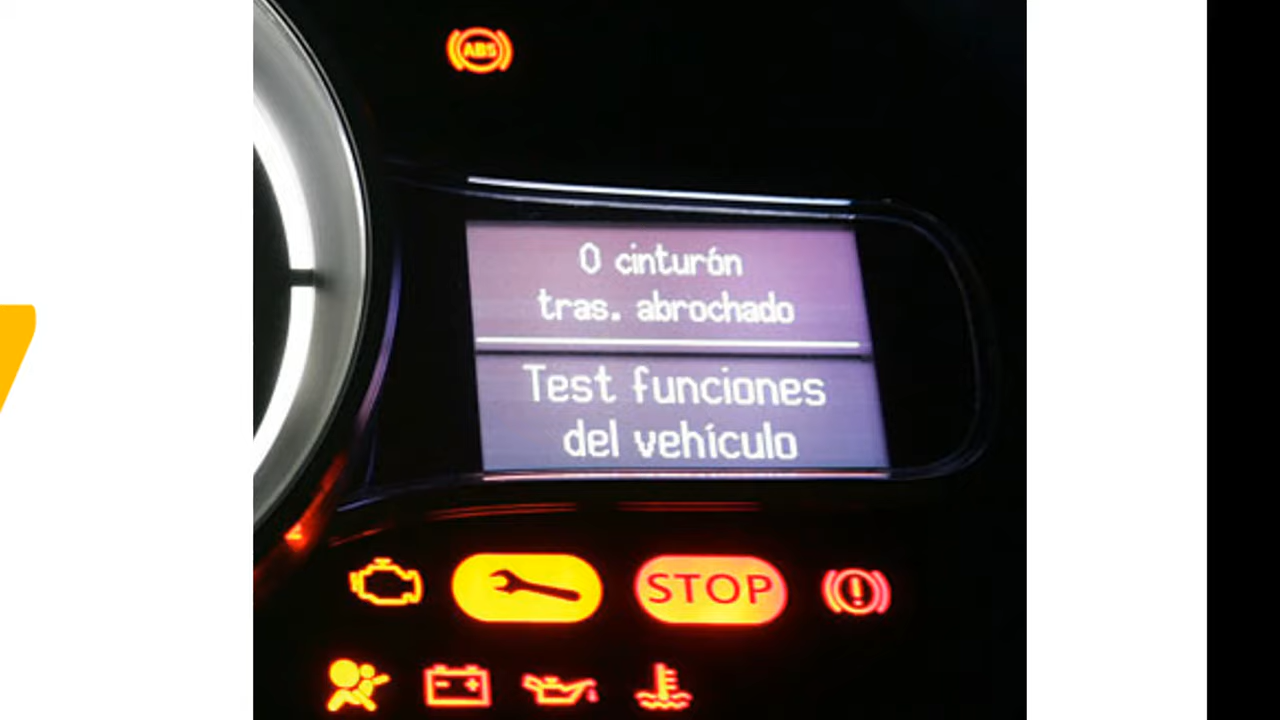 ABS
0 cinturón
tras. abrochado
Test funciones
del vehículo
STOP